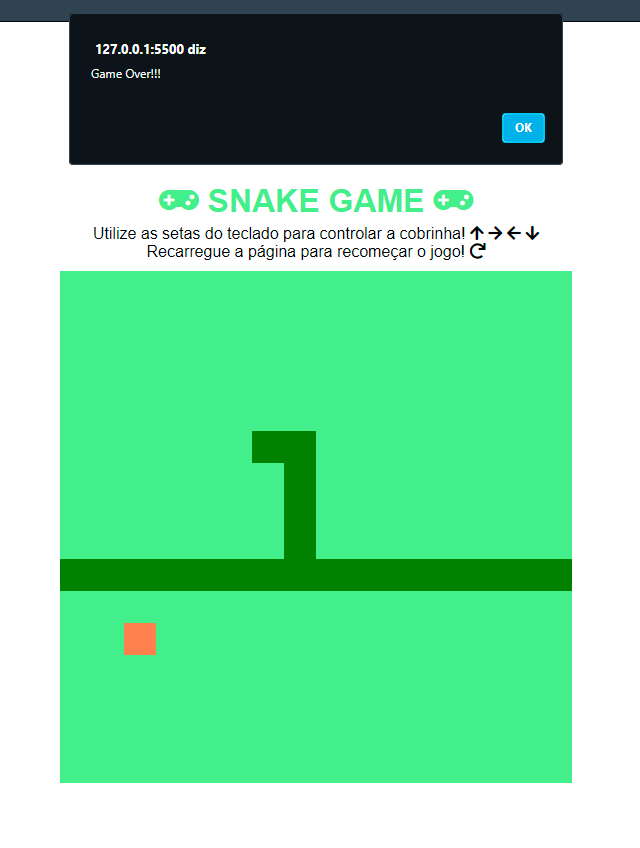 127.0.0.1:5500 diz
Game Over!!!
OK
SNAKE GAME
Utilize as setas do teclado para controlar a cobrinha!
Recarregue a página para recomeçar o jogo!